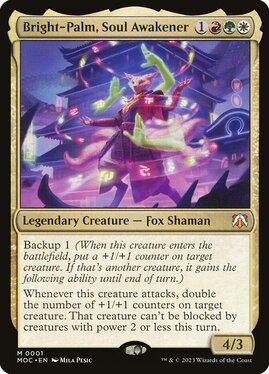 Bright-Palm, Soul Awakener 1
Legendary Creature — Fox Shaman
Backup 1 (When this creature enters the
battlefield, put a +1/+1 counter on target
creature. If that's another creature, it gains the
following ability until end of turn.)
Whenever this creature attacks, double
the number of +1/+1 counters on target
creature. That creature can't be blocked by
creatures with power 2 or less this turn.
4/3
M 0001
MOC • EN MILA PESIC
™ & © 2023 Wizards of the Coast